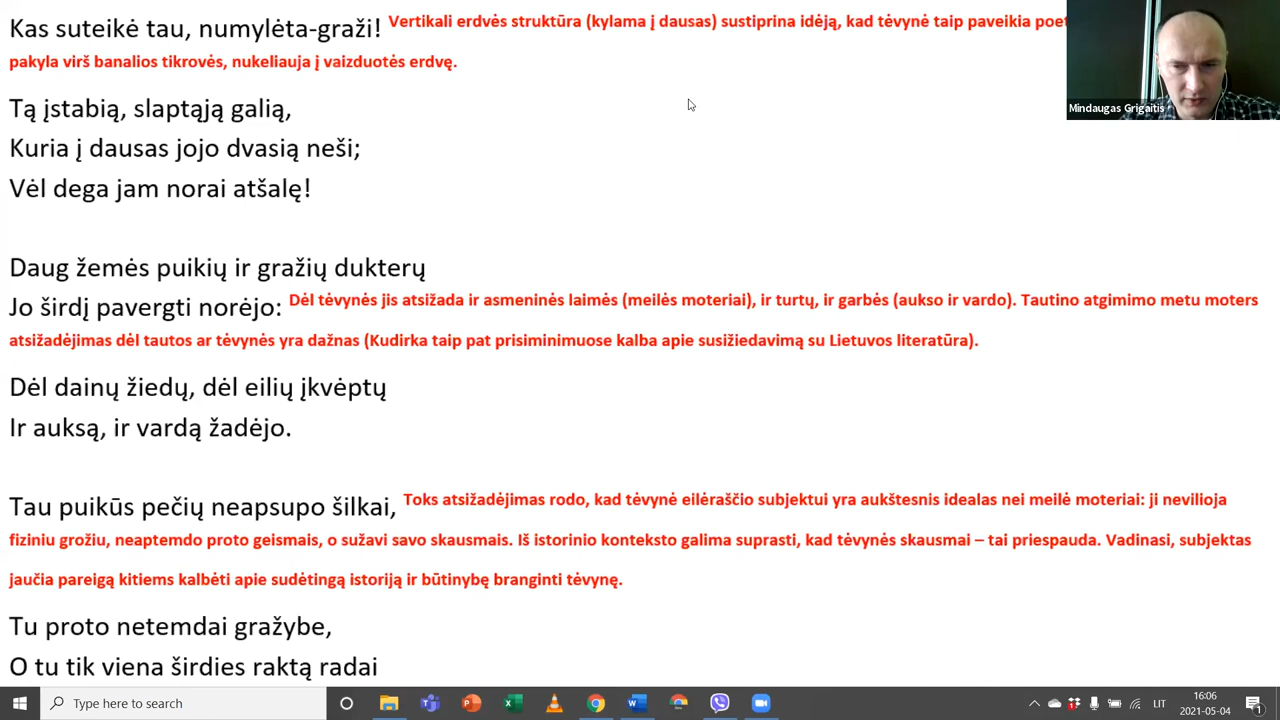 Kas suteikė tau, numylėta-graži! Vertikali erdvės struktūra (kylama į dausas) sustiprina idėją, kad tėvynė taip paveikia
pakyla virš banalios tikrovės, nukeliauja į vaizduotės erdvę.
Mindaugas Grigaitis
Tą įstabią, slaptąją galią,
Kuria į dausas jojo dvasią neši;
Vėl dega jam norai atšalę!
Daug žemės puikių ir gražių dukterų
Jo širdį pavergti norėjo: Dėl tėvynės jis atsižada ir asmeninės laimės (meilės moteriai), ir turtų, ir garbės (aukso ir vardo). Tautino atgimimo metu moters
atsižadėjimas dėl tautos ar tėvynės yra dažnas (Kudirka taip pat prisiminimuose kalba apie susižiedavimą su Lietuvos literatūra).
Dėl dainų žiedų, dėl eilių įkvėptų
Ir auksą, ir vardą žadėjo.
Tau puikūs pečių neapsupo šilkai, Toks atsižadėjimas rodo, kad tėvynė eilėraščio subjektui yra aukštesnis idealas nei meilė moteriai: ji nevilioja
fiziniu grožiu, neaptemdo proto geismais, o sužavi savo skausmais. Iš istorinio konteksto galima suprasti, kad tėvynės skausmai – tai priespauda. Vadinasi, subjektas
jaučia pareigą kitiems kalbėti apie sudėtingą istoriją ir būtinybę branginti tėvynę.
Tu proto netemdai gražybe,
O tu tik viena širdies raktą radai
Type here to search
LIT
16:06
2021-05-04